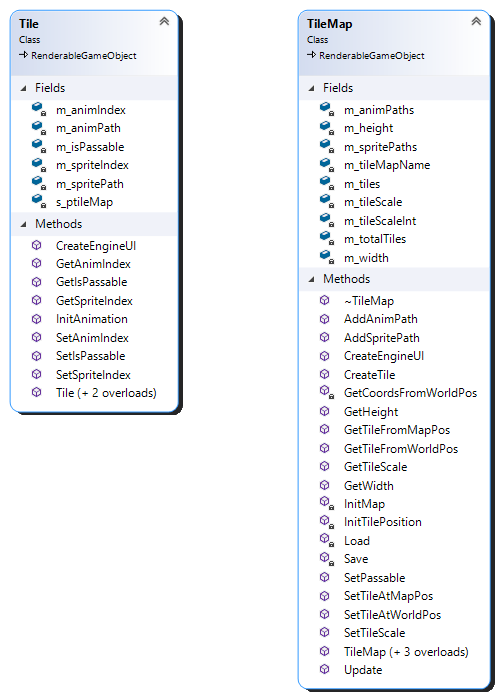 Tile
Class
RenderableGameObject
Fields
m_animIndex
m_animPath
m_isPassable
m_spriteIndex
m_spritePath
s_ptileMap
Methods
CreateEngineUI
GetAnimIndex
GetIsPassable
GetSpriteIndex
InitAnimation
SetAnimIndex
SetIsPassable
SetSpriteIndex
Tile (+ 2 overloads)
TileMap
Class
RenderableGameObject
Fields
m_animPaths
m_height
m_spritePaths
m_tileMapName
m_tiles
m_tileScale
m_tileScaleInt
m_totalTiles
m_width
Methods
~TileMap
AddAnimPath
AddSpritePath
CreateEngineUI
CreateTile
GetCoordsFromWorldPos
GetHeight
GetTileFromMapPos
GetTileFromWorldPos
GetTileScale
GetWidth
InitMap
InitTilePosition
Load
Save
SetPassable
SetTileAtMapPos
SetTileAtWorldPos
SetTileScale
TileMap (+ 3 overloads)
Update